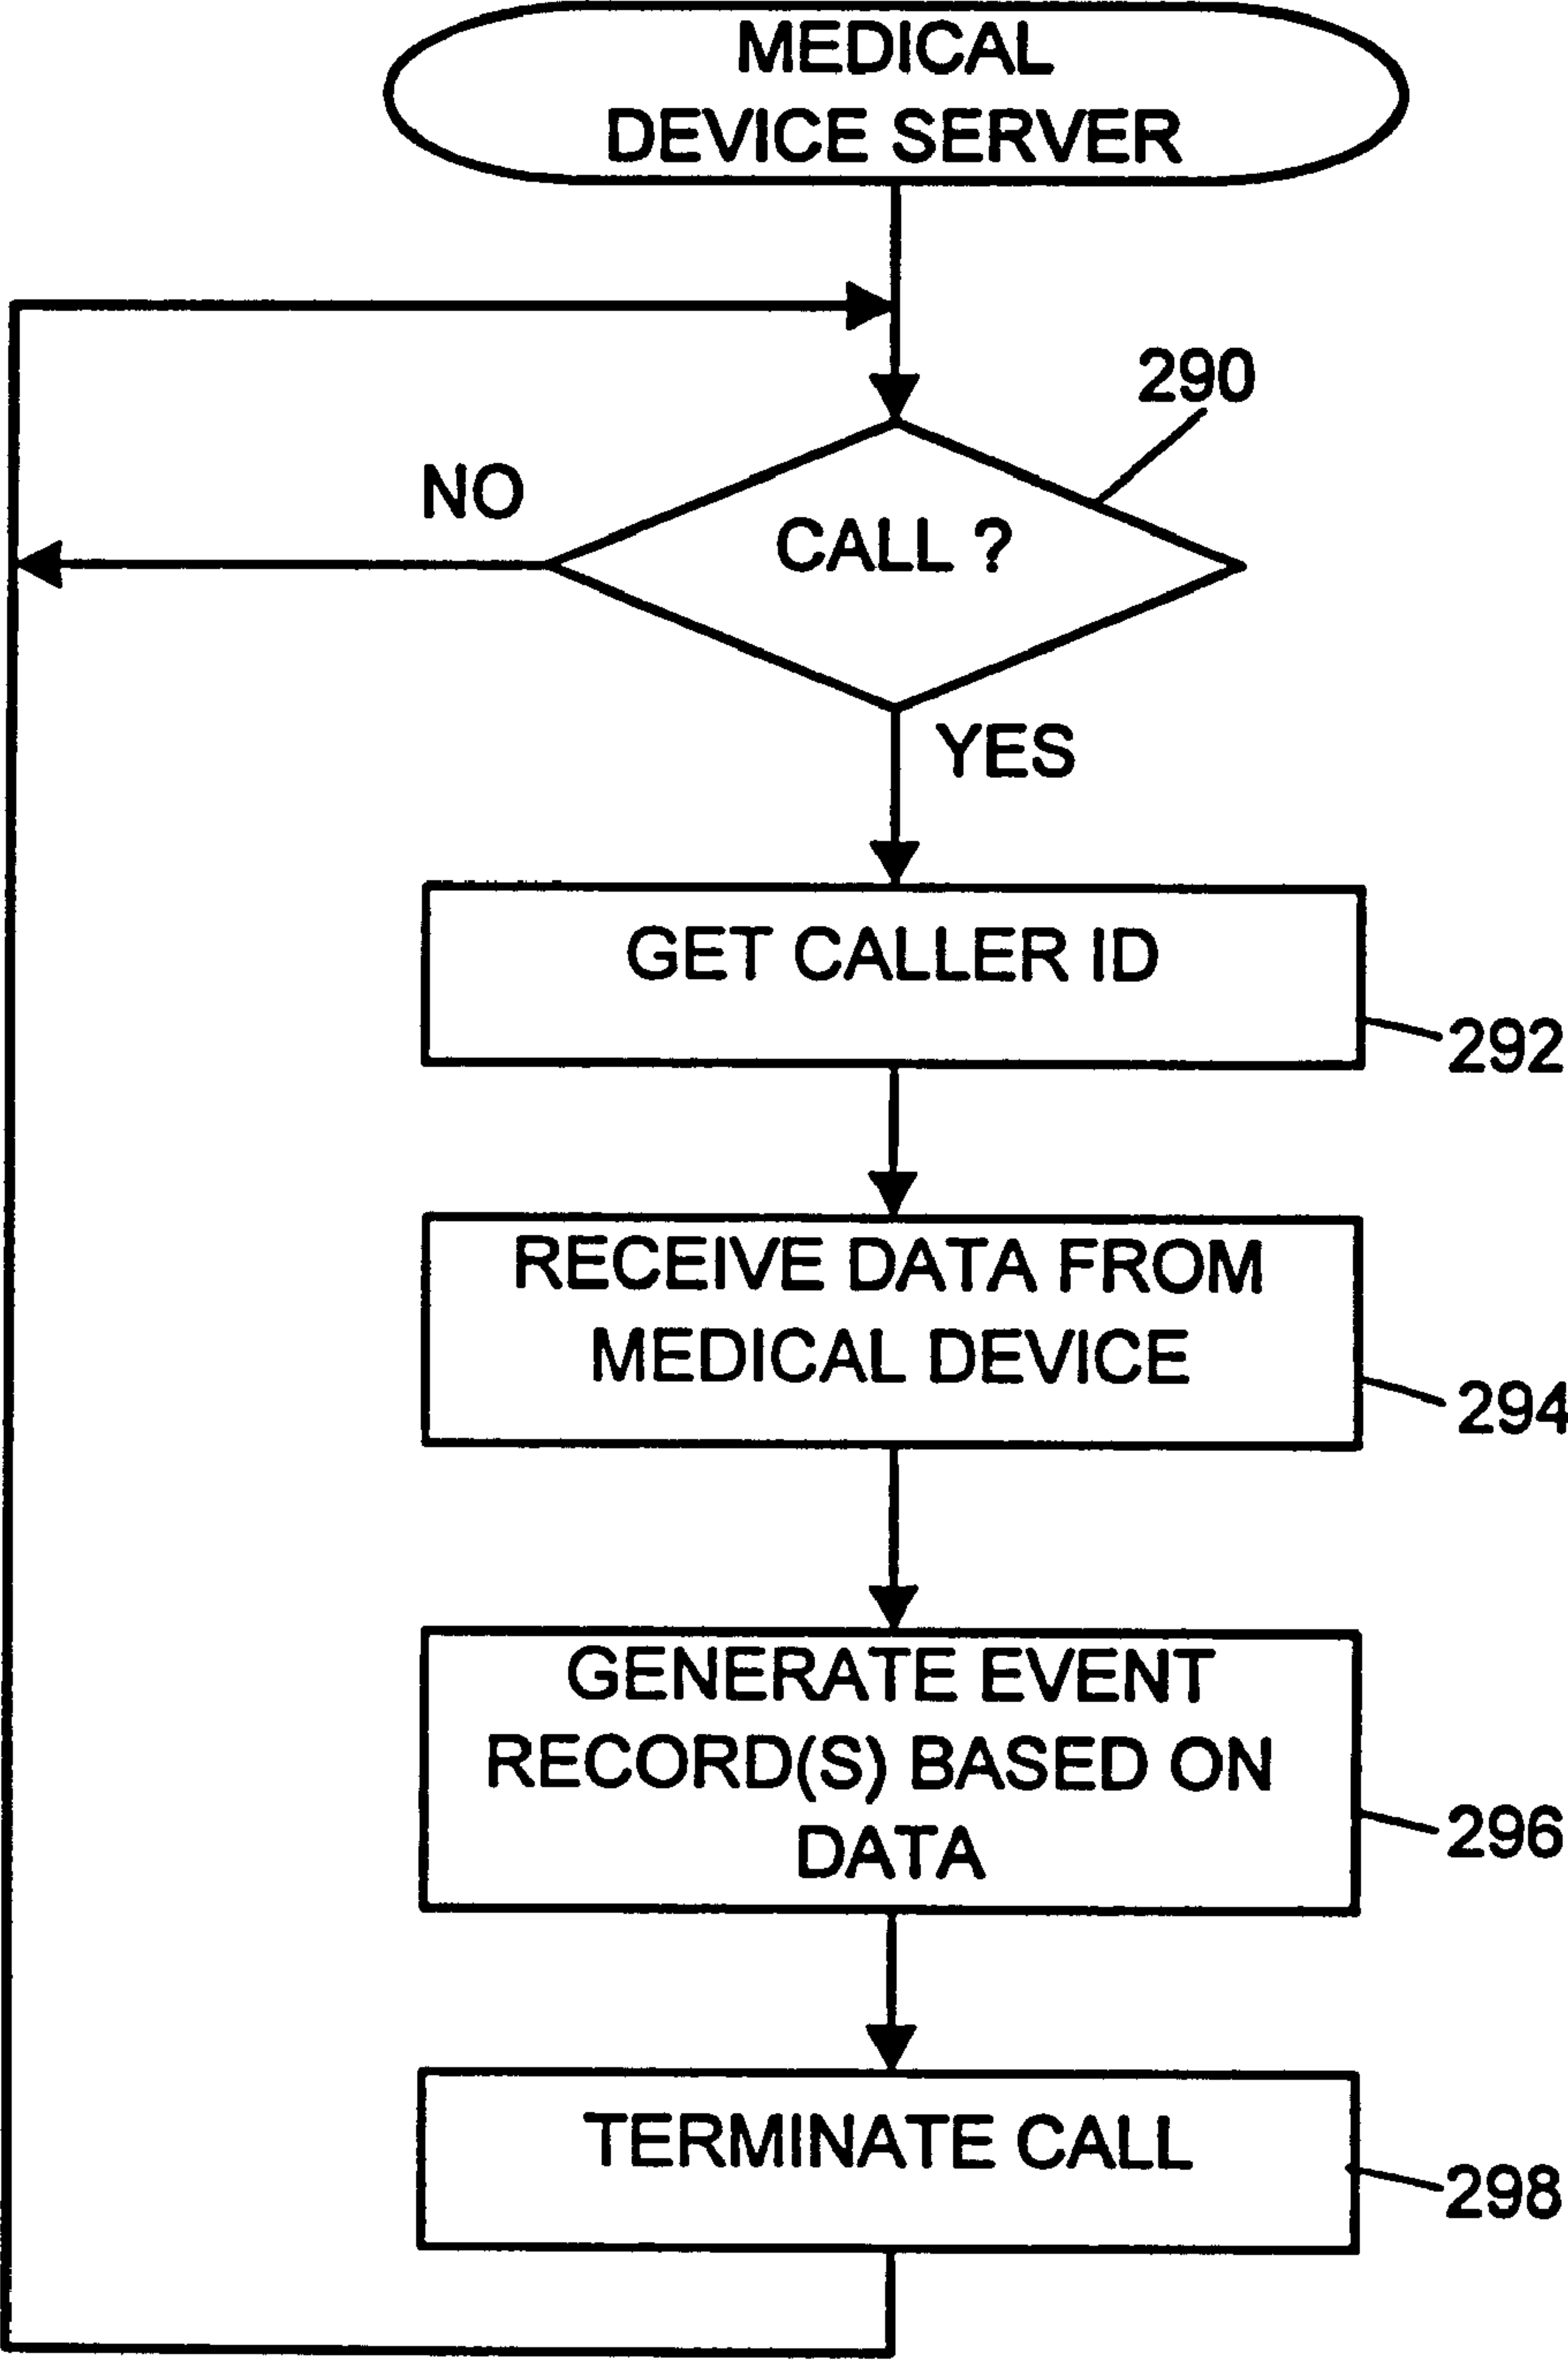 MEDICAL
DEVICE SERVER
290
NO
CALL ?
YES
GET CALLER ID
292
RECEIVE DATA FROM
MEDICAL DEVICE
294
GENERATE EVENT
RECORD(S) BASED ON
DATA
296
TERMINATE CALL
298